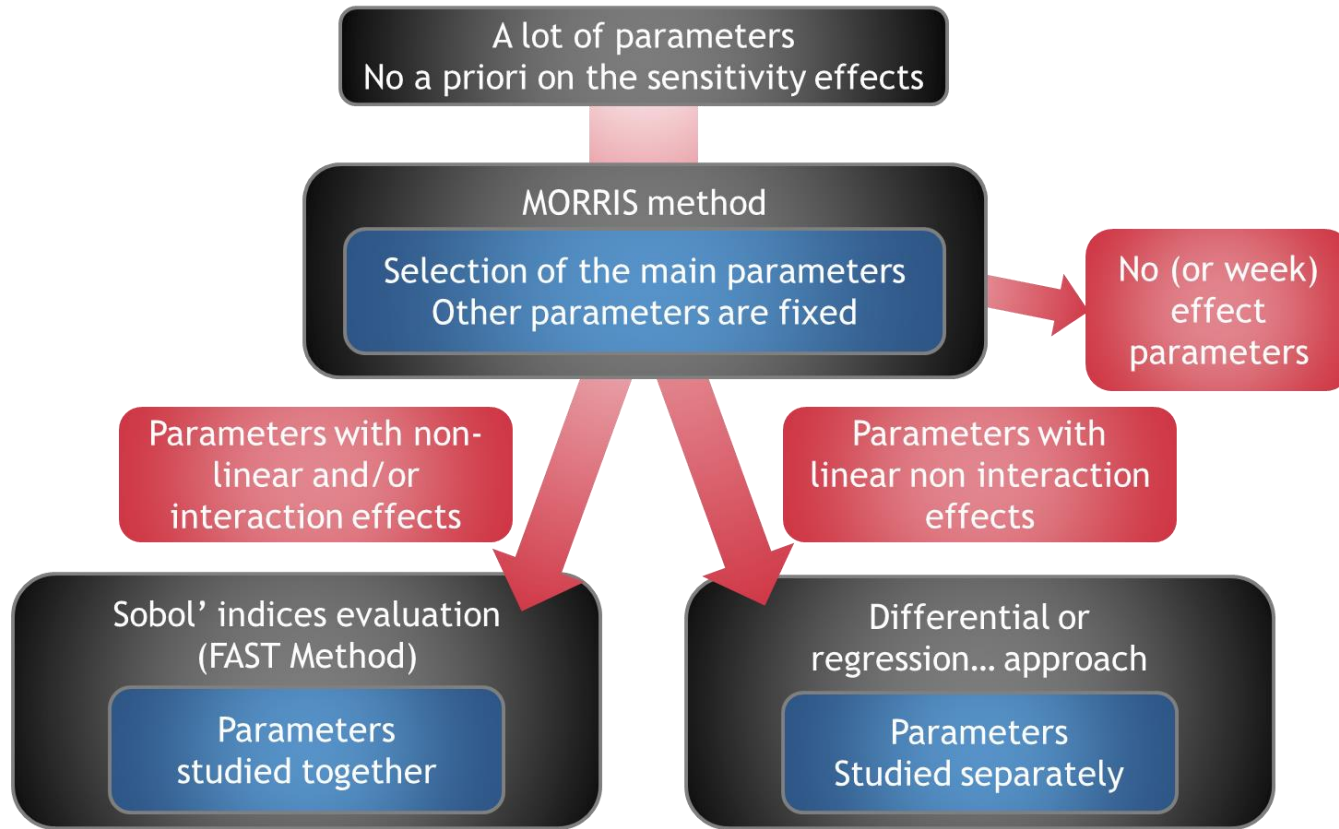 A lot of parameters
No a priori on the sensitivity effects
MORRIS method
Selection of the main parameters
Other parameters are fixed
No (or week)
effect
parameters
Parameters with non-
linear and/or
interaction effects
Parameters with
linear non interaction
effects
Sobol’ indices evaluation
(FAST Method)
Parameters
studied together
Differential or
regression... approach
Parameters
Studied separately